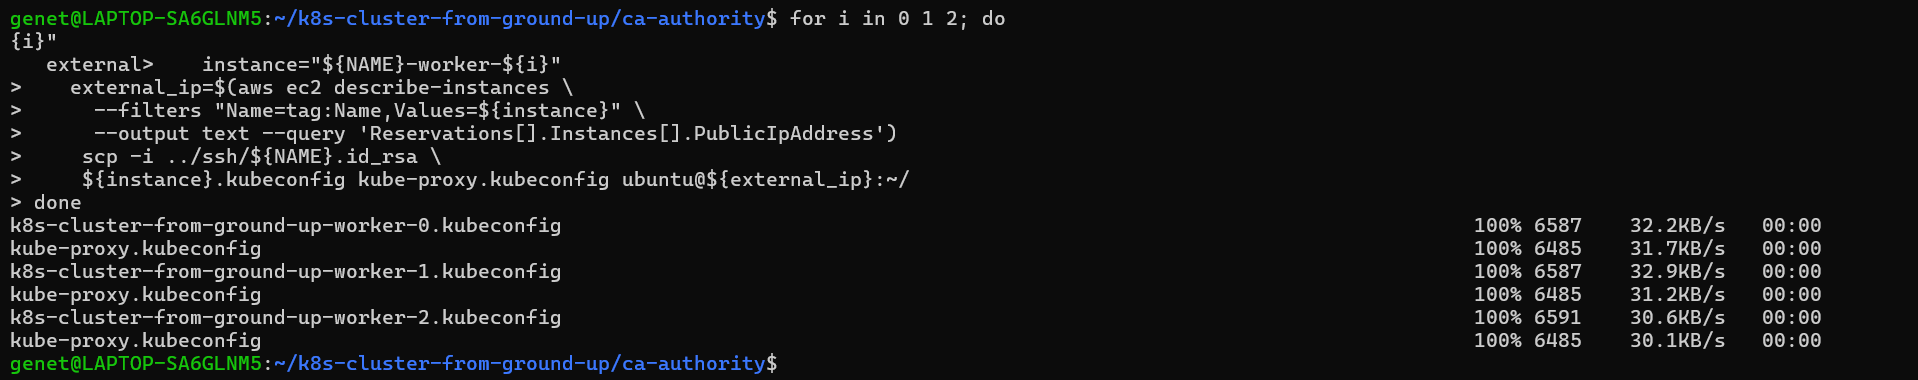 genet@LAPTOP-SA6GLNM5:~/k8s-cluster-from-ground-up/ca-authority$ for i in 0 1 2; do
{i}"
   external>    instance="${NAME}-worker-${i}"
>    external_ip=$(aws ec2 describe-instances \
>      --filters "Name=tag:Name,Values=${instance}" \
>      --output text --query 'Reservations[].Instances[].PublicIpAddress')
>     scp -i ../ssh/${NAME}.id_rsa \
>     ${instance}.kubeconfig kube-proxy.kubeconfig ubuntu@${external_ip}:~/
> done
k8s-cluster-from-ground-up-worker-0.kubeconfig 100% 6587 32.2KB/s 00:00
kube-proxy.kubeconfig 100% 6485 31.7KB/s 00:00
k8s-cluster-from-ground-up-worker-1.kubeconfig 100% 6587 32.9KB/s 00:00
kube-proxy.kubeconfig 100% 6485 31.2KB/s 00:00
k8s-cluster-from-ground-up-worker-2.kubeconfig 100% 6591 30.6KB/s 00:00
kube-proxy.kubeconfig 100% 6485 30.1KB/s 00:00
genet@LAPTOP-SA6GLNM5:~/k8s-cluster-from-ground-up/ca-authority$